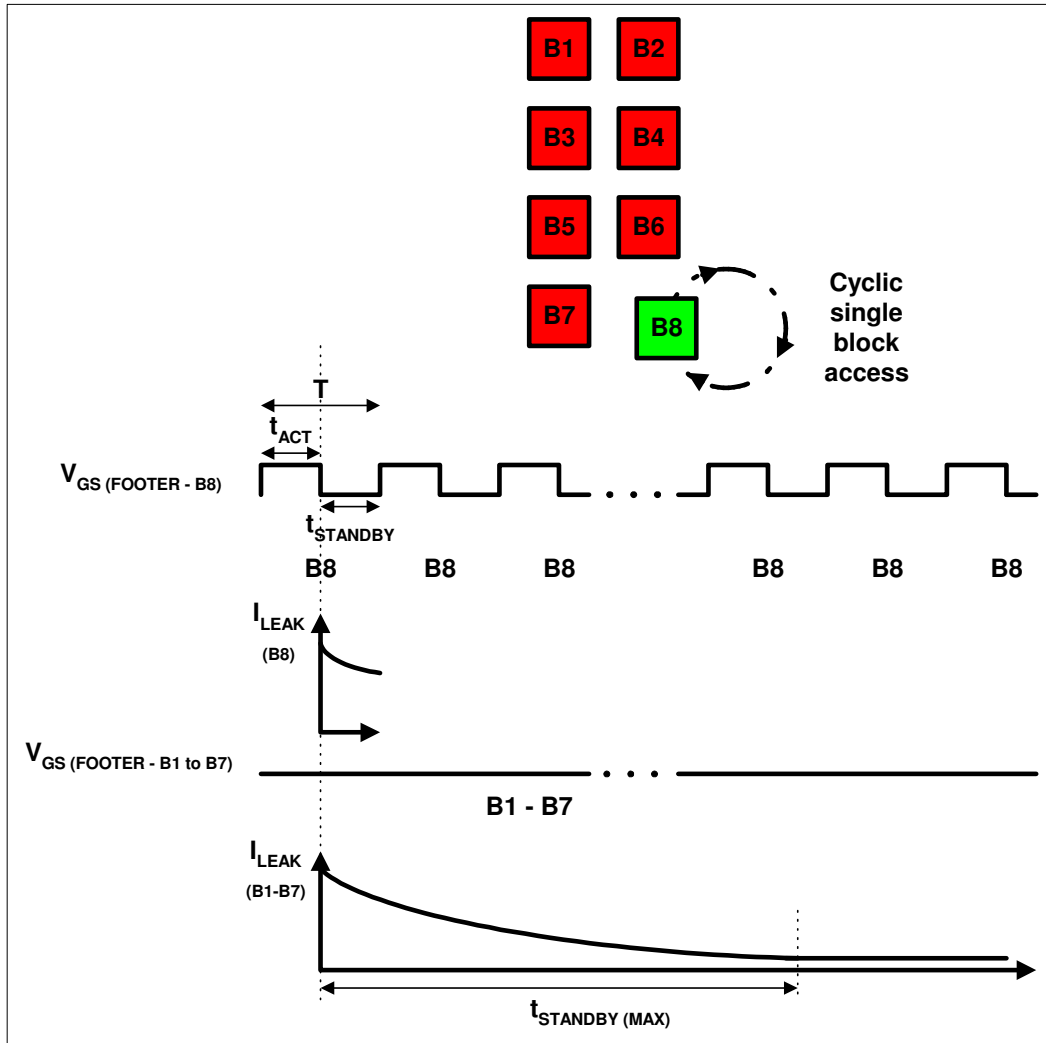 B1 B2
B3 B4
B5 B6
B7 B8
Cyclic
single
block
access
T
tACT
VGS (FOOTER - B8)
. . . .
tSTANDBY
B8 B8 B8 B8 B8 B8
ILEAK
(B8)
VGS (FOOTER - B1 to B7)
. . . .
B1 - B7
ILEAK
(B1-B7)
tSTANDBY (MAX)